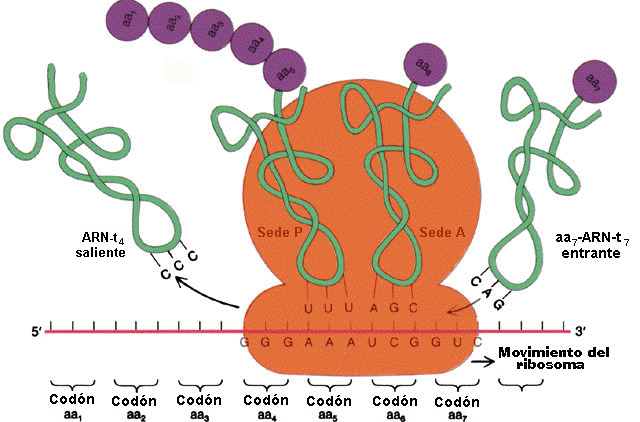 aa1 aa2 aa3 aa4 aa5
aa6
aa7
Sede P
Sede A
ARN-t4
saliente
aa7-ARN-t7
entrante
C C C
C A G
U U U A G C
5' 3'
G G G A A A U C G G U C
Movimiento del
ribosoma
Codón Codón Codón Codón Codón Codón Codón
aa1 aa2 aa3 aa4 aa5 aa6 aa7